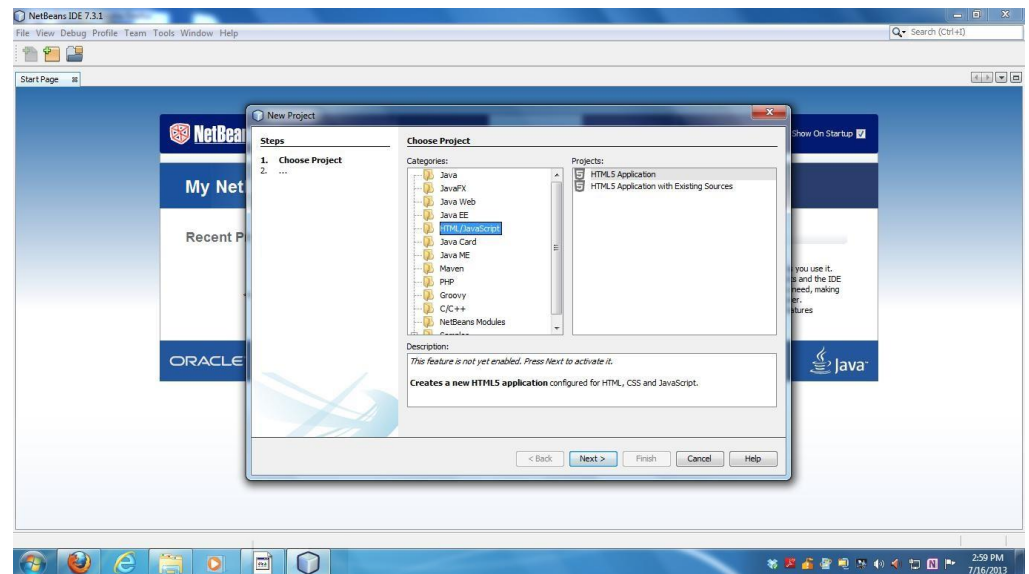 NetBeans IDE 7.3.1
File View Debug Profile Team Tools Window Help
Search (Ctrl+I)
Start Page
NetBea
Show On Startup
My Net
Recent P
you use it.
s and the IDE
need, making
er.
atures
ORACLE
Java
New Project
Steps
1. Choose Project
2. ...
Choose Project
Categories:
Java
JavaFX
Java Web
Java EE
HTML/JavaScript
Java Card
Java ME
Maven
PHP
Groovy
C/C++
NetBeans Modules
Projects:
HTML5 Application
HTML5 Application with Existing Sources
Description:
This feature is not yet enabled. Press Next to activate it.
Creates a new HTML5 application configured for HTML, CSS and JavaScript.
< Back Next > Finish Cancel Help
2:59 PM
7/16/2013